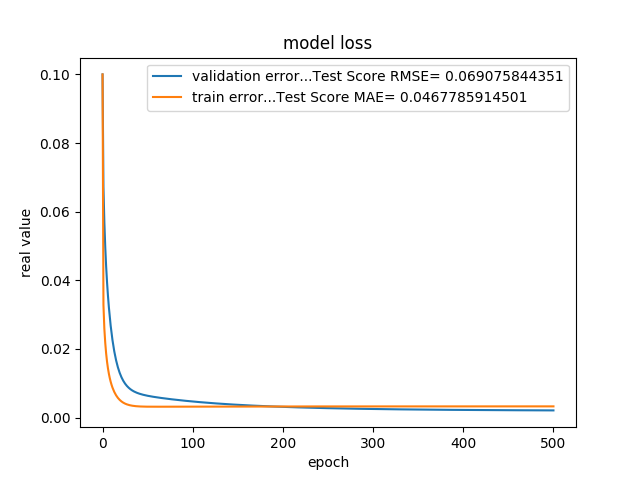 model loss
validation error...Test Score RMSE= 0.069075844351
train error...Test Score MAE= 0.0467785914501
0.10
0.08
0.06
0.04
0.02
0.00
real value
0 100 200 300 400 500
epoch